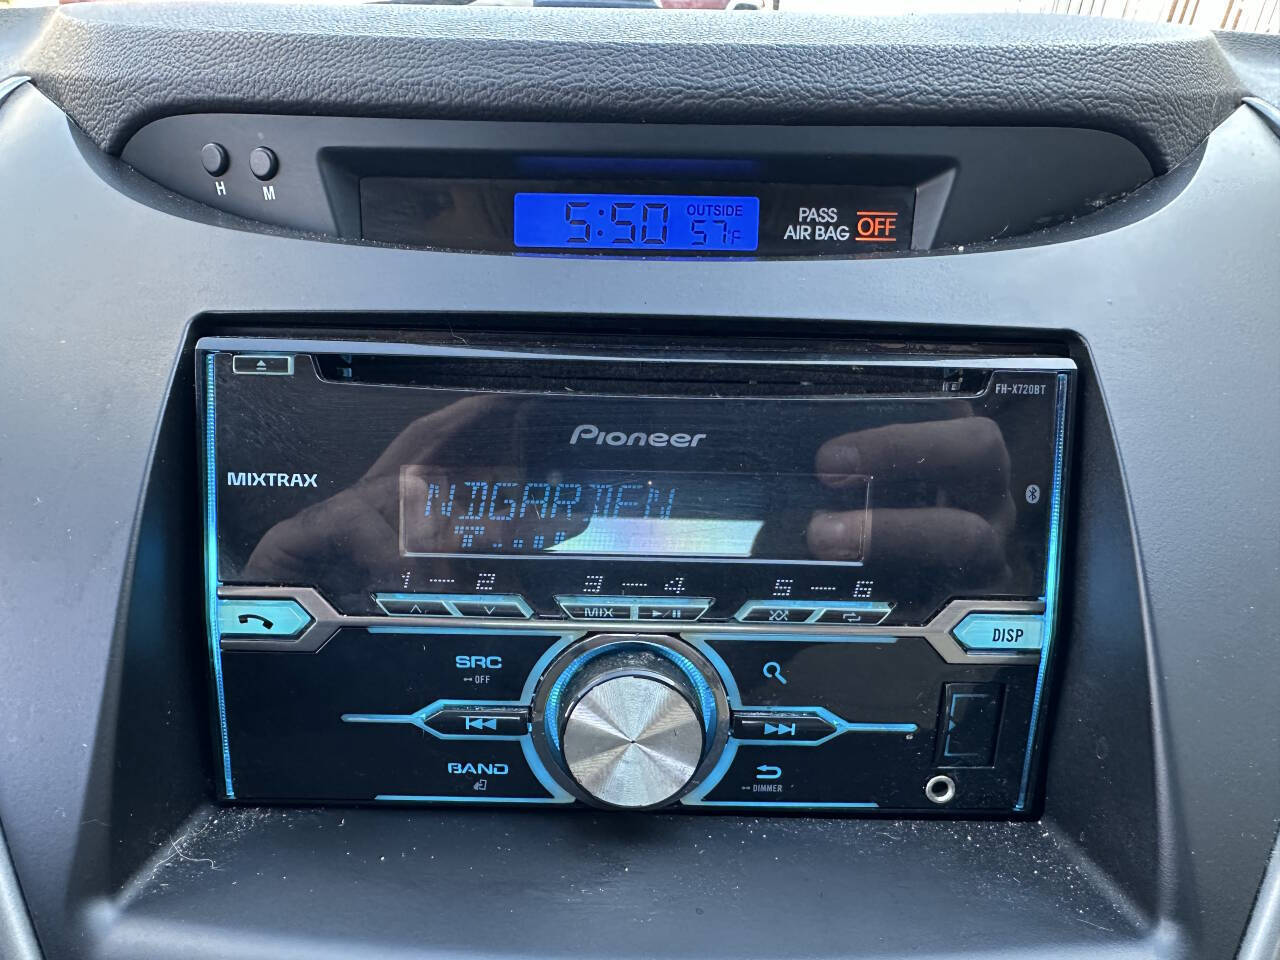 H M
5:50 OUTSIDE 57°F
PASS AIR BAG OFF
FH-X720BT
Pioneer
MIXTRAX
NDGARDEN
1 — 2 3 — 4 5 — 6
MIX
DISP
SRC
OFF
BAND
DIMMER